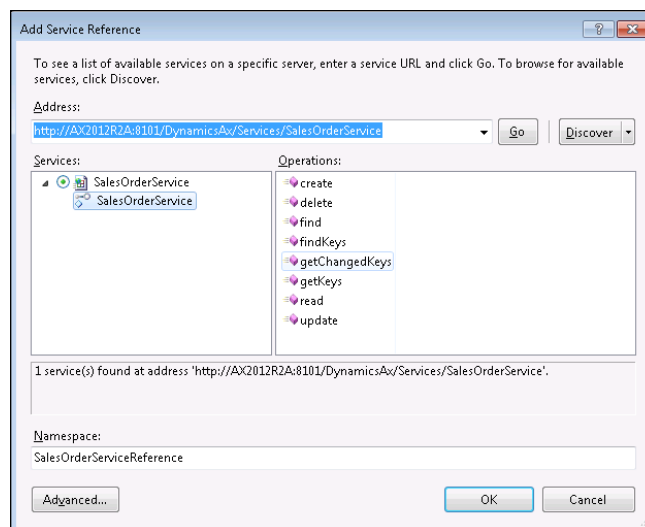 Add Service Reference
To see a list of available services on a specific server, enter a service URL and click Go. To browse for available
services, click Discover.
Address:
http://AX2012R2A:8101/DynamicsAx/Services/SalesOrderService
Go
Discover
Services:
Operations:
SalesOrderService
SalesOrderService
create
delete
find
findKeys
getChangedKeys
getKeys
read
update
1 service(s) found at address 'http://AX2012R2A:8101/DynamicsAx/Services/SalesOrderService'.
Namespace:
SalesOrderServiceReference
Advanced...
OK
Cancel